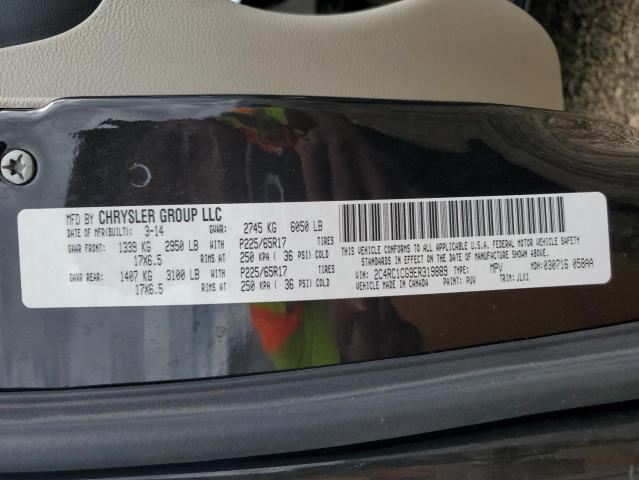 MFD BY CHRYSLER GROUP LLC
DATE OF MFR(BUILT): 3-14 GVWR: 2745 KG 6050 LB
GAWR FRONT: 1339 KG 2950 LB WITH P225/65R17 TIRES
17X6.5 RIMS AT 250 KPA ( 36 PSI) COLD
GAWR REAR: 1407 KG 3100 LB WITH P225/65R17 TIRES
17X6.5 RIMS AT 250 KPA ( 36 PSI) COLD
THIS VEHICLE CONFORMS TO ALL APPLICABLE U.S.A. FEDERAL MOTOR VEHICLE SAFETY
STANDARDS IN EFFECT ON THE DATE OF MANUFACTURE SHOWN ABOVE.
VIN: 2C4RC1CG9ER319889 TYPE: MPV MDH: 030716 058AA
VEHICLE MADE IN CANADA PAINT: PUV TRIM: JLX1